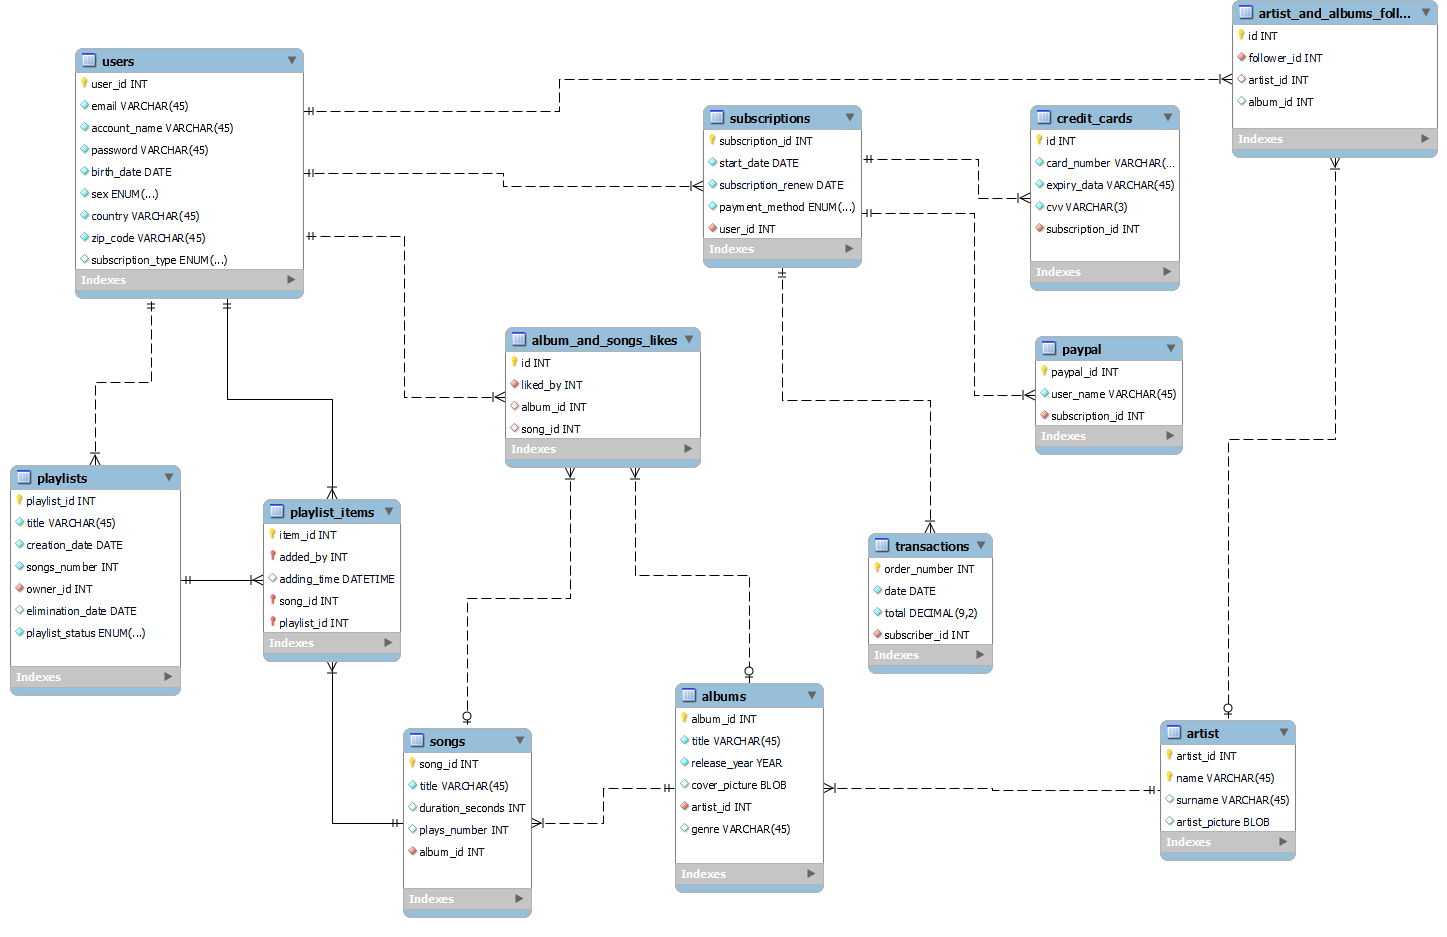 users
user_id INT
email VARCHAR(45)
account_name VARCHAR(45)
password VARCHAR(45)
birth_date DATE
sex ENUM(...)
country VARCHAR(45)
zip_code VARCHAR(45)
subscription_type ENUM(...)
Indexes
subscriptions
subscription_id INT
start_date DATE
subscription_renew DATE
payment_method ENUM(...)
user_id INT
Indexes
credit_cards
id INT
card_number VARCHAR(...
expiry_data VARCHAR(45)
cvv VARCHAR(3)
subscription_id INT
Indexes
artist_and_albums_foll...
id INT
follower_id INT
artist_id INT
album_id INT
Indexes
album_and_songs_likes
id INT
liked_by INT
album_id INT
song_id INT
Indexes
paypal
paypal_id INT
user_name VARCHAR(45)
subscription_id INT
Indexes
playlists
playlist_id INT
title VARCHAR(45)
creation_date DATE
songs_number INT
owner_id INT
elimination_date DATE
playlist_status ENUM(...)
Indexes
playlist_items
item_id INT
added_by INT
adding_time DATETIME
song_id INT
playlist_id INT
Indexes
transactions
order_number INT
date DATE
total DECIMAL(9,2)
subscriber_id INT
Indexes
songs
song_id INT
title VARCHAR(45)
duration_seconds INT
plays_number INT
album_id INT
Indexes
albums
album_id INT
title VARCHAR(45)
release_year YEAR
cover_picture BLOB
artist_id INT
genre VARCHAR(45)
Indexes
artist
artist_id INT
name VARCHAR(45)
surname VARCHAR(45)
artist_picture BLOB
Indexes